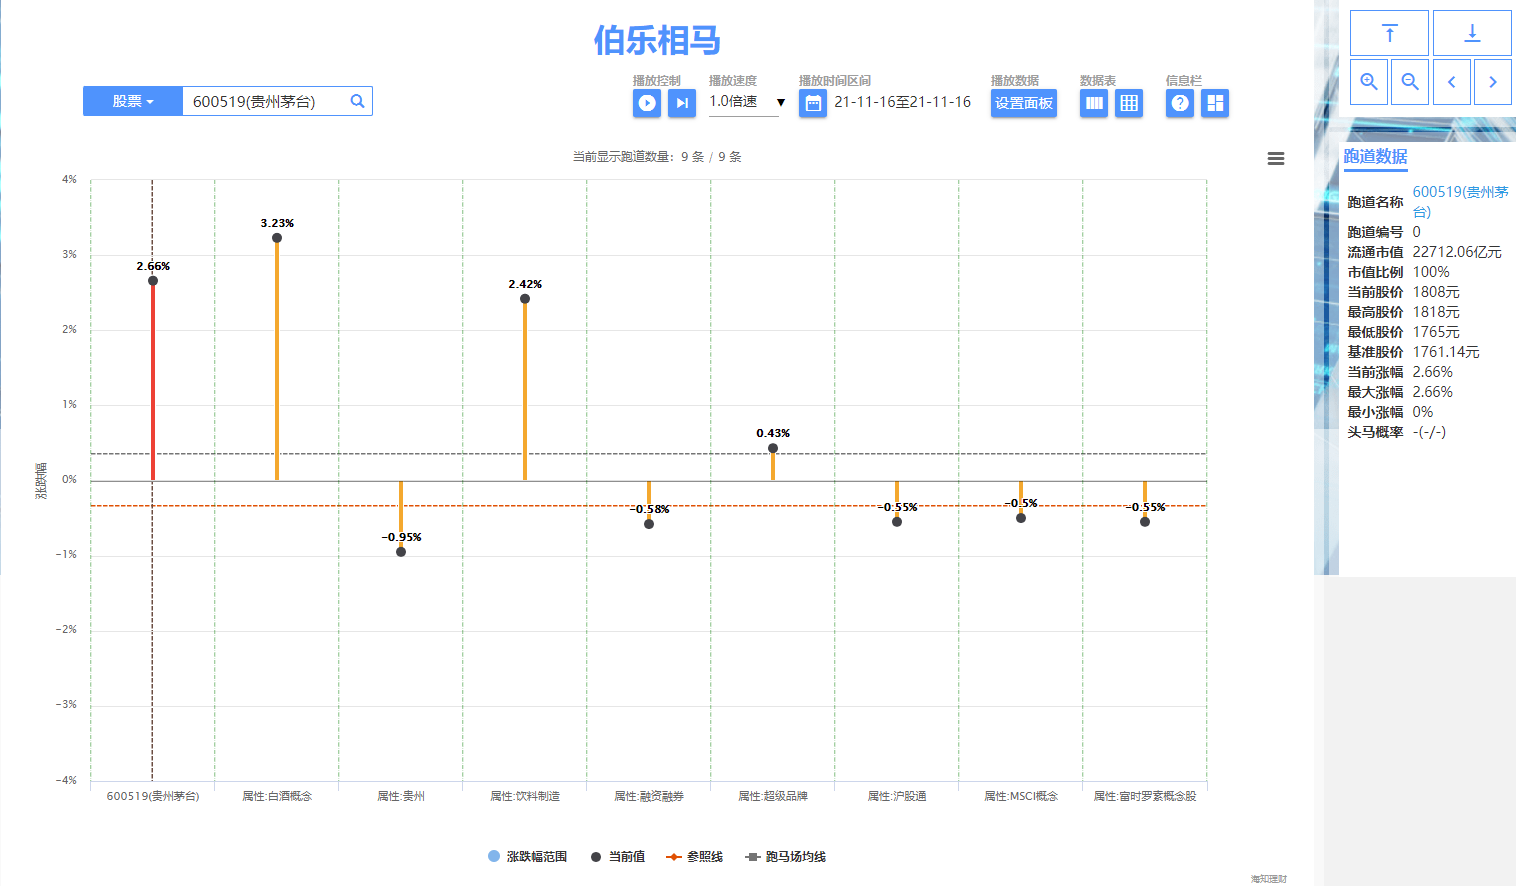 伯乐相马
播放控制 播放速度 播放时间区间 播放数据 数据表 信息栏
股票 600519(贵州茅台) 1.0倍速 21-11-16至21-11-16 设置面板
当前显示跑道数量：9 条 / 9 条
4%
3%
2%
1%
0%
-1%
-2%
-3%
-4%
涨跌幅
2.66%
3.23%
-0.95%
2.42%
-0.58%
0.43%
-0.55%
-0.5%
-0.55%
600519(贵州茅台) 属性:白酒概念 属性:贵州 属性:饮料制造 属性:融资融券 属性:超级品牌 属性:沪股通 属性:MSCI概念 属性:富时罗素概念股
涨跌幅范围 当前值 参照线 跑马场均线
海知理财
跑道数据
跑道名称 600519(贵州茅
台)
跑道编号 0
流通市值 22712.06亿元
市值比例 100%
当前股价 1808元
最高股价 1818元
最低股价 1765元
基准股价 1761.14元
当前涨幅 2.66%
最大涨幅 2.66%
最小涨幅 0%
头马概率 -(-/-)